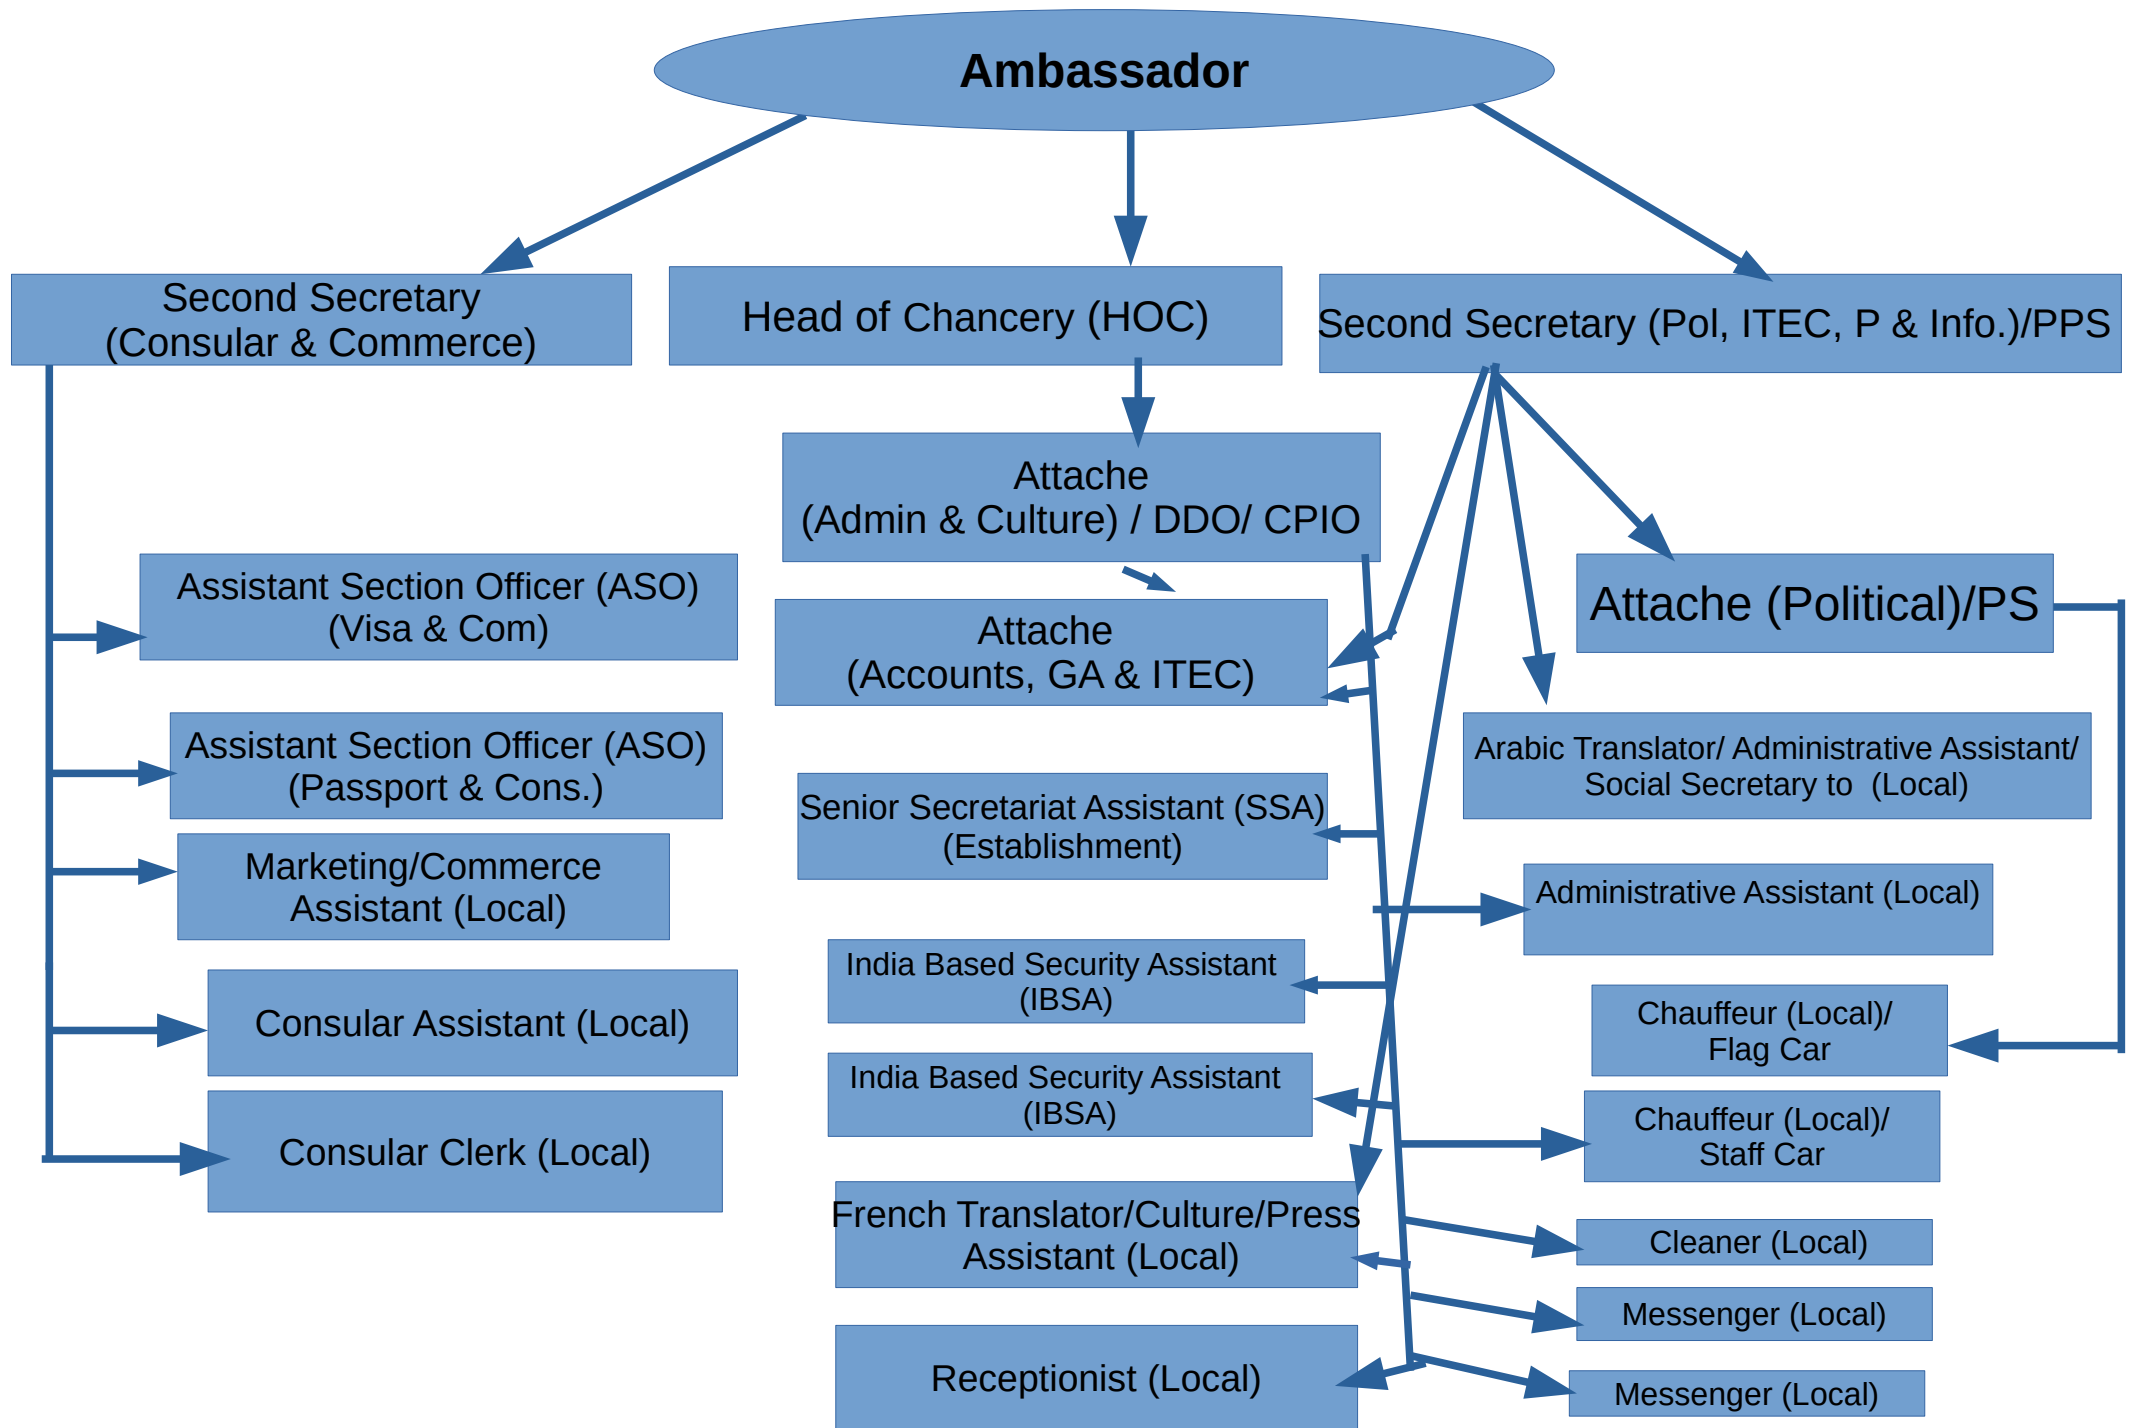 Ambassador
Second Secretary
(Consular & Commerce)
Head of Chancery (HOC)
Second Secretary (Pol, ITEC, P & Info.)/PPS
Attache
(Admin & Culture) / DDO/ CPIO
Assistant Section Officer (ASO)
(Visa & Com)
Attache
(Accounts, GA & ITEC)
Attache (Political)/PS
Assistant Section Officer (ASO)
(Passport & Cons.)
Senior Secretariat Assistant (SSA)
(Establishment)
Arabic Translator/ Administrative Assistant/
Social Secretary to  (Local)
Marketing/Commerce
Assistant (Local)
Administrative Assistant (Local)
India Based Security Assistant
(IBSA)
Consular Assistant (Local)
Chauffeur (Local)/
Flag Car
India Based Security Assistant
(IBSA)
Chauffeur (Local)/
Staff Car
Consular Clerk (Local)
French Translator/Culture/Press
Assistant (Local)
Cleaner (Local)
Messenger (Local)
Receptionist (Local)
Messenger (Local)